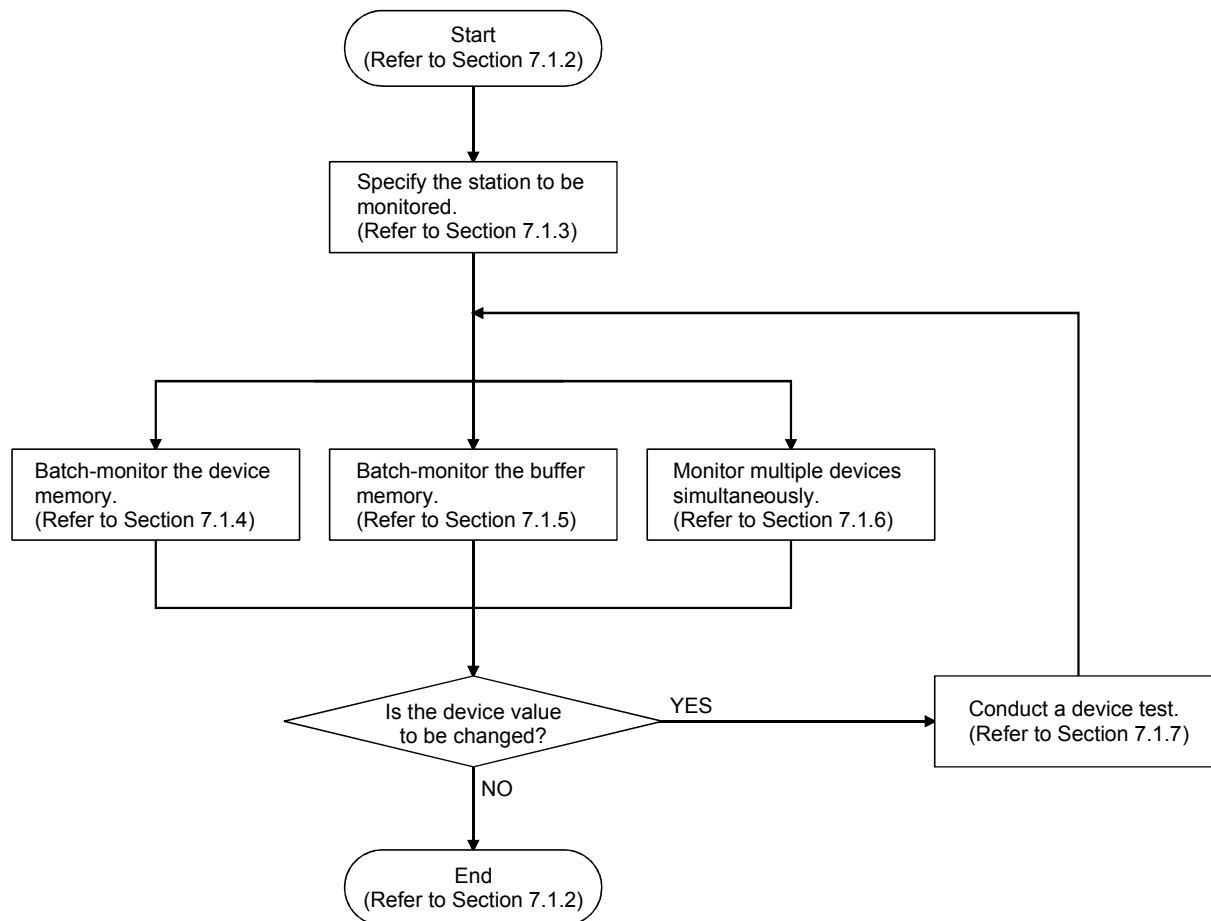 Start
(Refer to Section 7.1.2)
Specify the station to be
monitored.
(Refer to Section 7.1.3)
Batch-monitor the device
memory.
(Refer to Section 7.1.4)
Batch-monitor the buffer
memory.
(Refer to Section 7.1.5)
Monitor multiple devices
simultaneously.
(Refer to Section 7.1.6)
Is the device value
to be changed?
YES
Conduct a device test.
(Refer to Section 7.1.7)
NO
End
(Refer to Section 7.1.2)